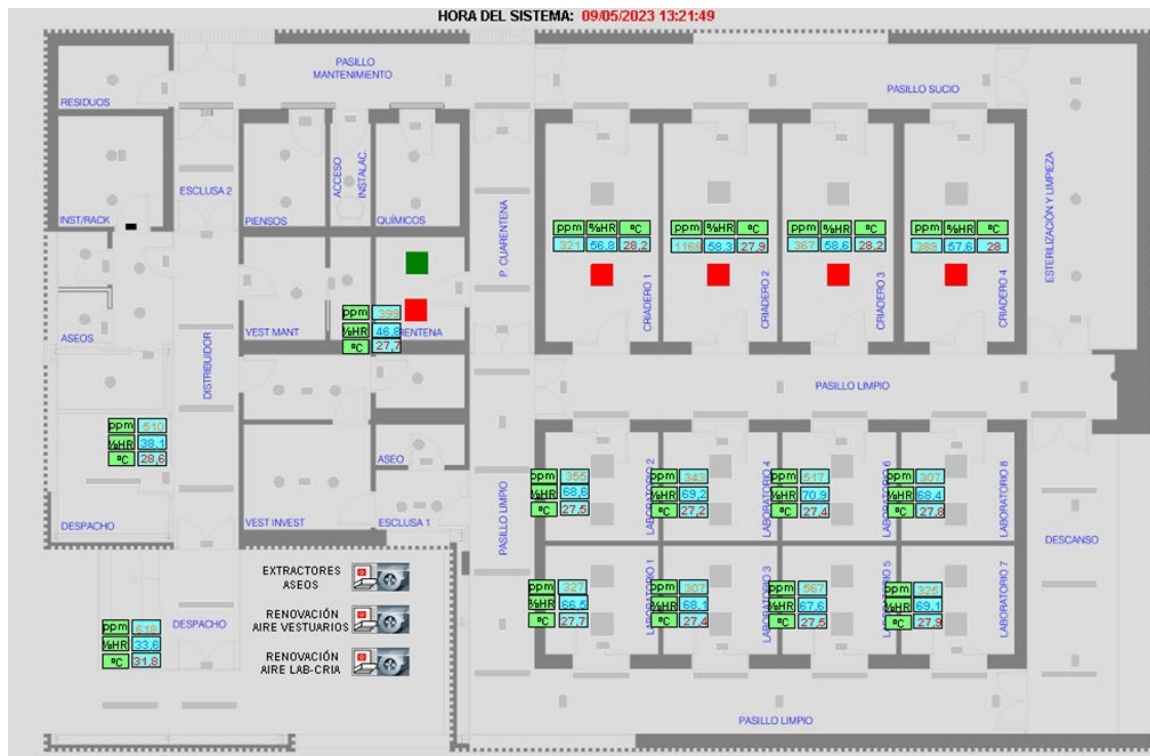 HORA DEL SISTEMA: 09/05/2023 13:21:49
PASILLO
MANTENIMIENTO
PASILLO SUCIO
RESIDUOS
ESCLUSA 2
ACCESO
INSTALAC.
INST/RACK
PIENSOS
QUÍMICOS
P. CUARENTENA
ESTERILIZACIÓN Y LIMPIEZA
ppm %HR ºC
321 56,8 28,2
CRIADERO 1
ppm %HR ºC
1168 58,3 27,9
CRIADERO 2
ppm %HR ºC
367 58,6 28,2
CRIADERO 3
ppm %HR ºC
389 57,6 28
CRIADERO 4
ASEOS
DISTRIBUIDOR
VEST MANT
ppm 399
%HR 46,8
ºC 27,7
RENTENA
PASILLO LIMPIO
ppm 510
%HR 38,1
ºC 28,6
DESPACHO
VEST INVEST
ASEO
ESCLUSA 1
PASILLO LIMPIO
ppm 355
%HR 68,6
ºC 27,5
LABORATORIO 2
ppm 343
%HR 69,2
ºC 27,2
LABORATORIO 4
ppm 517
%HR 70,9
ºC 27,4
LABORATORIO 6
ppm 307
%HR 68,4
ºC 27,8
LABORATORIO 8
DESCANSO
ppm 327
%HR 66,5
ºC 27,7
LABORATORIO 1
ppm 307
%HR 68,1
ºC 27,4
LABORATORIO 3
ppm 567
%HR 67,6
ºC 27,5
LABORATORIO 5
ppm 325
%HR 69,1
ºC 27,9
LABORATORIO 7
EXTRACTORES
ASEOS
RENOVACIÓN
AIRE VESTUARIOS
RENOVACIÓN
AIRE LAB-CRIA
DESPACHO
ppm 618
%HR 33,6
ºC 31,8
PASILLO LIMPIO